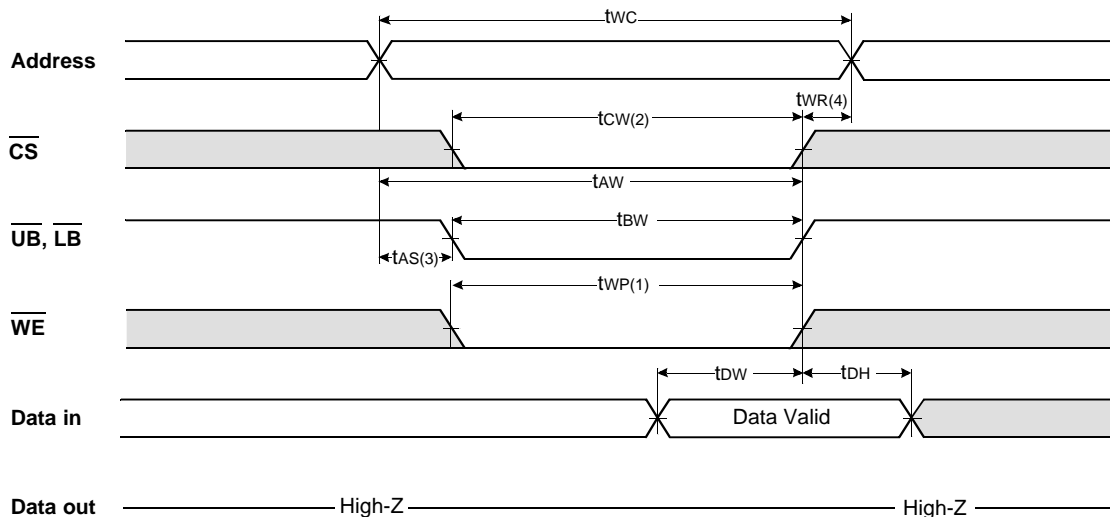 tWC
Address
tWR(4)
tCW(2)
CS
tAW
tBW
UB, LB
tAS(3)
tWP(1)
WE
tDW tDH
Data in Data Valid
Data out High-Z High-Z